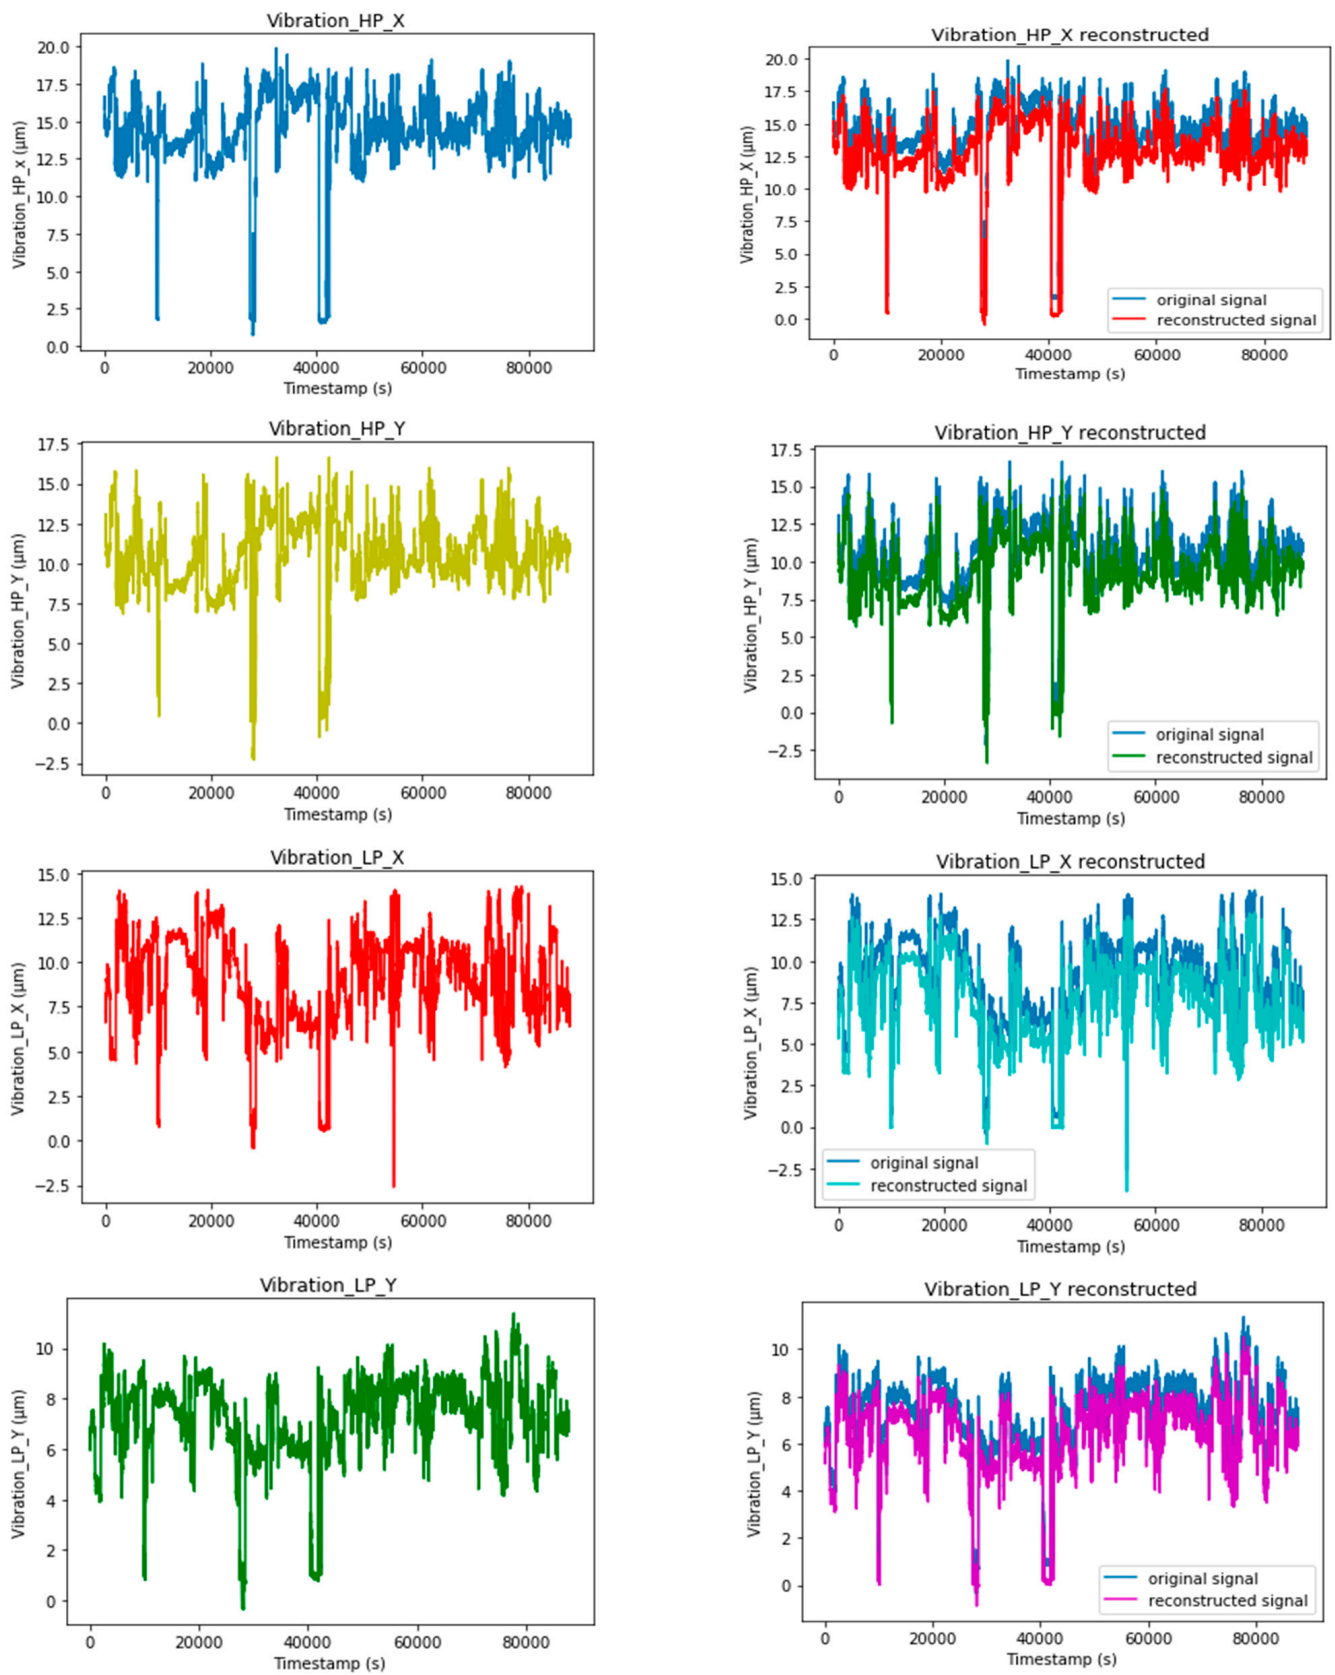 Vibration_HP_X
Vibration_HP_x (μm)
20.0
17.5
15.0
12.5
10.0
7.5
5.0
2.5
0.0
0 20000 40000 60000 80000
Timestamp (s)
Vibration_HP_X reconstructed
Vibration_HP_X (μm)
20.0
17.5
15.0
12.5
10.0
7.5
5.0
2.5
0.0
original signal
reconstructed signal
0 20000 40000 60000 80000
Timestamp (s)
Vibration_HP_Y
Vibration_HP_Y (μm)
17.5
15.0
12.5
10.0
7.5
5.0
2.5
0.0
−2.5
0 20000 40000 60000 80000
Timestamp (s)
Vibration_HP_Y reconstructed
Vibration_HP_Y (μm)
17.5
15.0
12.5
10.0
7.5
5.0
2.5
0.0
−2.5
original signal
reconstructed signal
0 20000 40000 60000 80000
Timestamp (s)
Vibration_LP_X
Vibration_LP_X (μm)
15.0
12.5
10.0
7.5
5.0
2.5
0.0
−2.5
0 20000 40000 60000 80000
Timestamp (s)
Vibration_LP_X reconstructed
Vibration_LP_X (μm)
15.0
12.5
10.0
7.5
5.0
2.5
0.0
−2.5
original signal
reconstructed signal
0 20000 40000 60000 80000
Timestamp (s)
Vibration_LP_Y
Vibration_LP_Y (μm)
10
8
6
4
2
0
0 20000 40000 60000 80000
Timestamp (s)
Vibration_LP_Y reconstructed
Vibration_LP_Y (μm)
10
8
6
4
2
0
original signal
reconstructed signal
0 20000 40000 60000 80000
Timestamp (s)